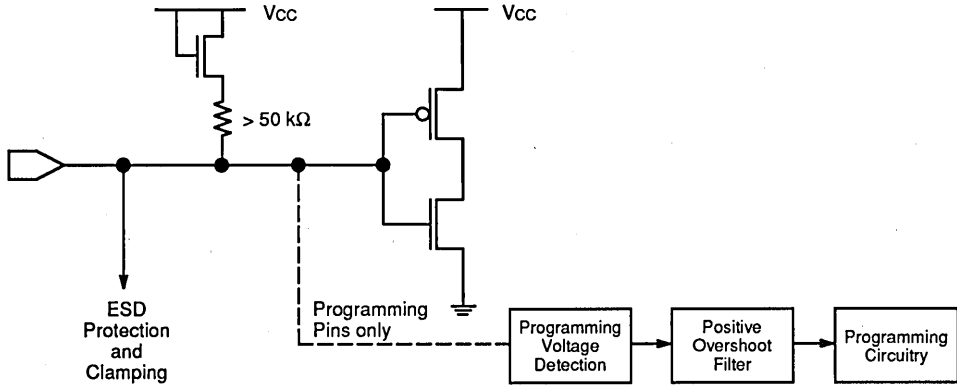 VCC
VCC
> 50 kΩ
ESD
Protection
and
Clamping
Programming
Pins only
Programming
Voltage
Detection
Positive
Overshoot
Filter
Programming
Circuitry